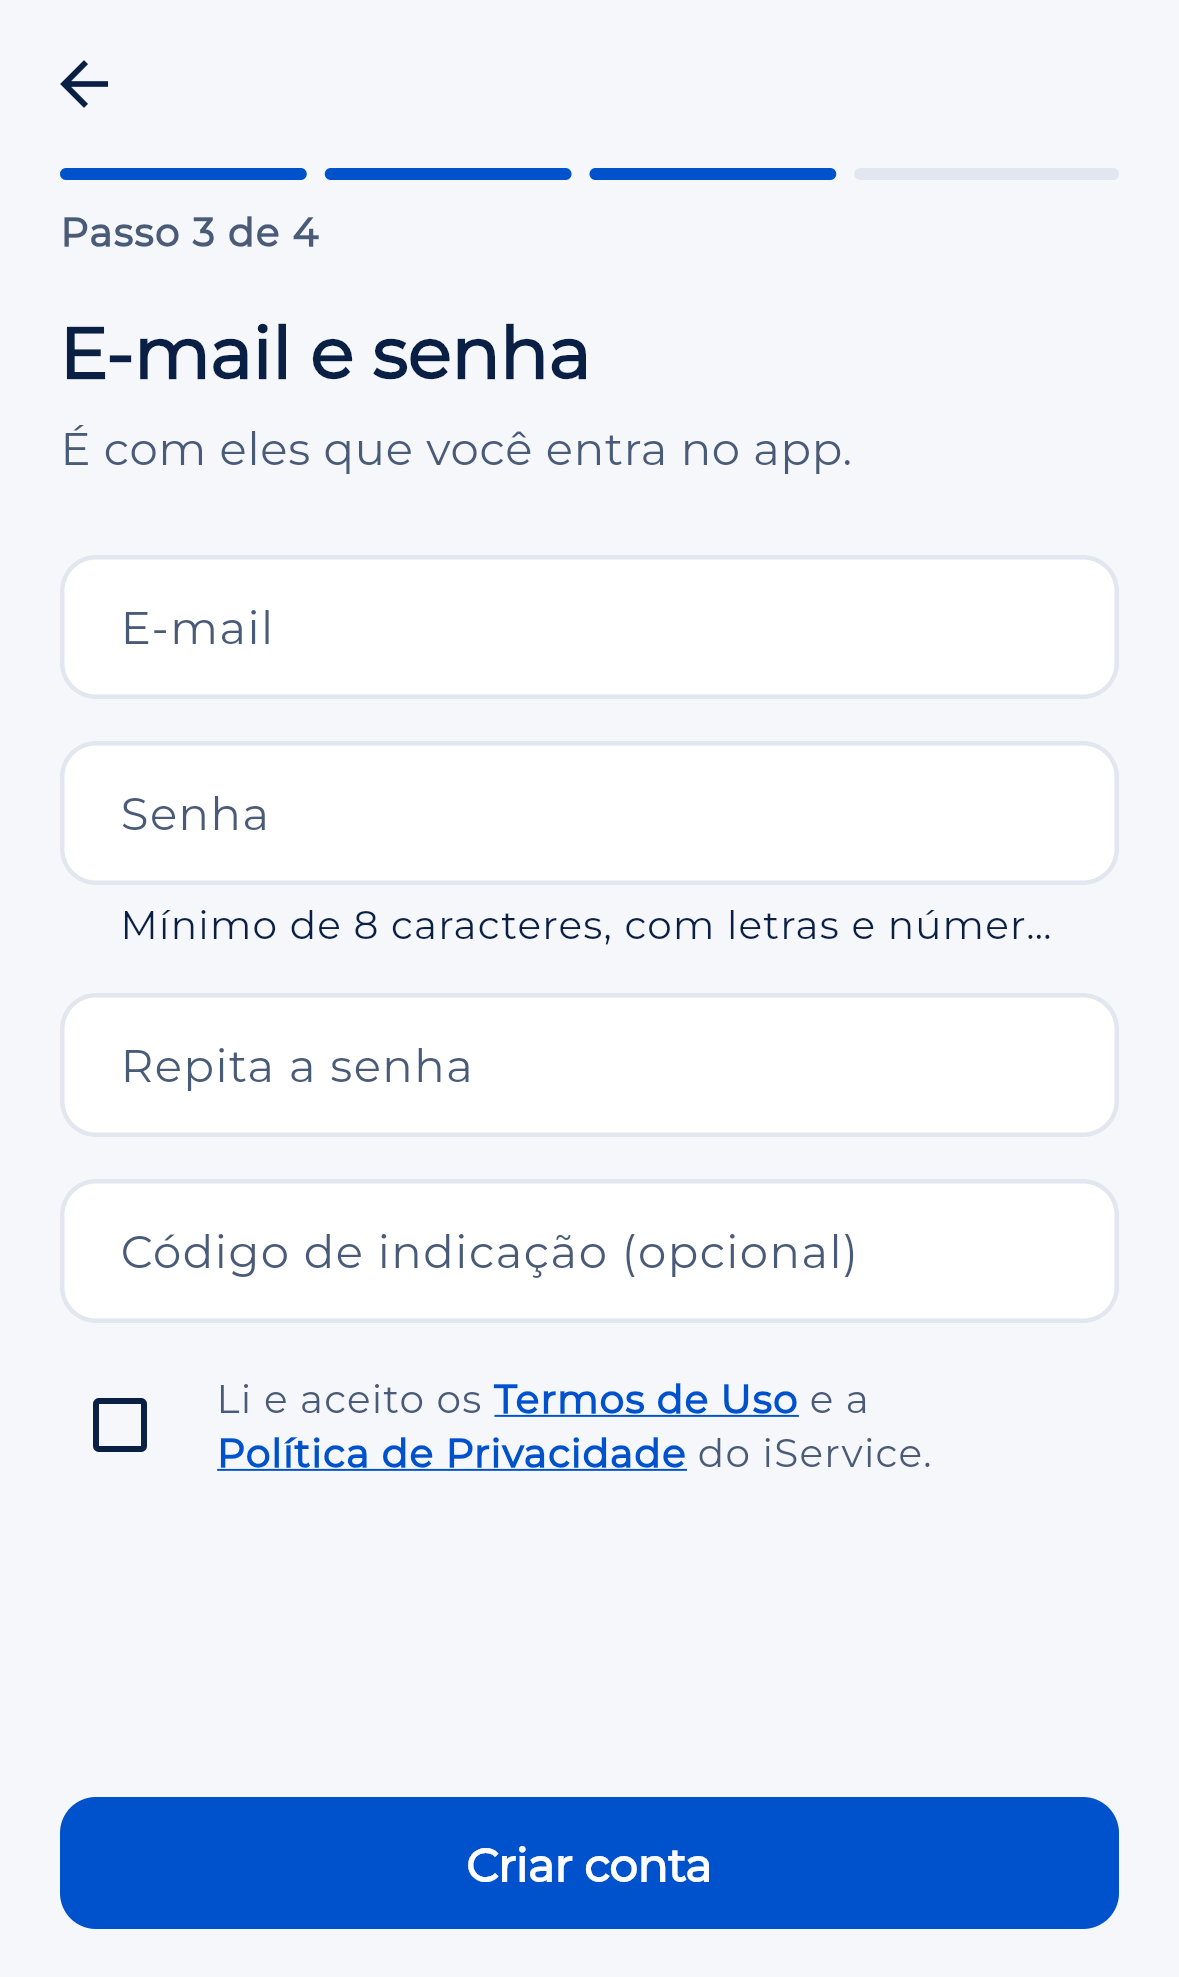 Passo 3 de 4
E-mail e senha
É com eles que você entra no app.
E-mail
Senha
Mínimo de 8 caracteres, com letras e númer...
Repita a senha
Código de indicação (opcional)
Li e aceito os Termos de Uso e a
Política de Privacidade do iService.
Criar conta